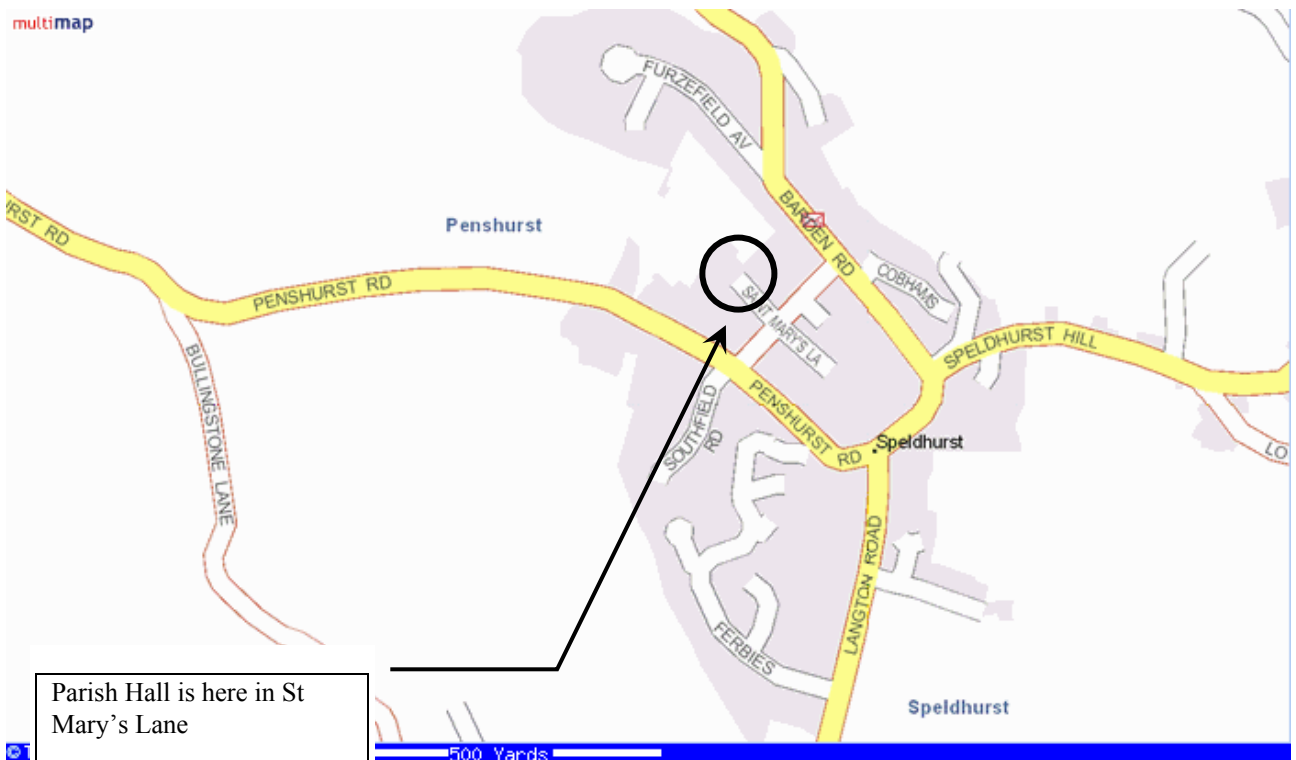 multimap
FURZEFIELD AV
Penshurst
BARDEN RD
RST RD
COBHAMS
PENSHURST RD
SAINT MARY'S LA
SPELDHURST HILL
BULLINGSTONE LANE
PENSHURST RD
SOUTHFIELD RD
Speldhurst
LO
LANGTON ROAD
FERBIES
Parish Hall is here in St
Mary's Lane
Speldhurst
©
500 Yards